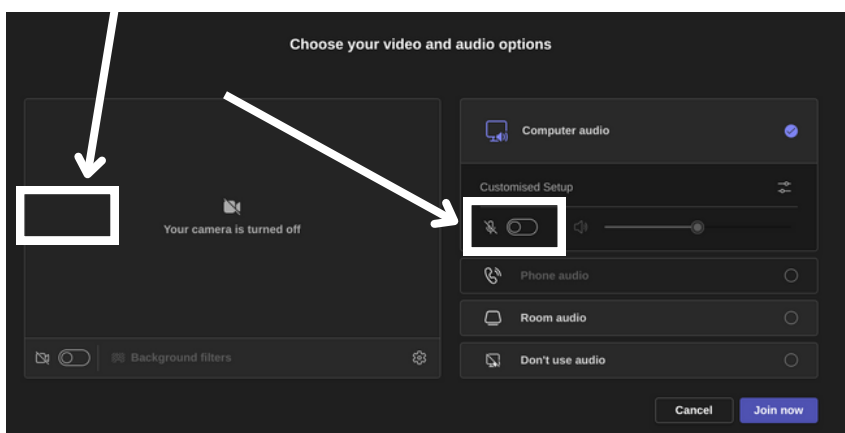 Choose your video and audio options
Your camera is turned off
Background filters
Computer audio
Customised Setup
Phone audio
Room audio
Don't use audio
Cancel
Join now